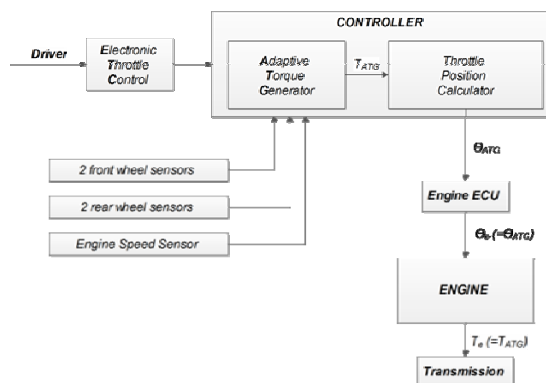 CONTROLLER
Driver
Electronic
Throttle
Control
Adaptive
Torque
Generator
T_ATG
Throttle
Position
Calculator
ϴ_ATG
2 front wheel sensors
Engine ECU
2 rear wheel sensors
ϴ_e (=ϴ_ATG)
Engine Speed Sensor
ENGINE
T_e (=T_ATG)
Transmission